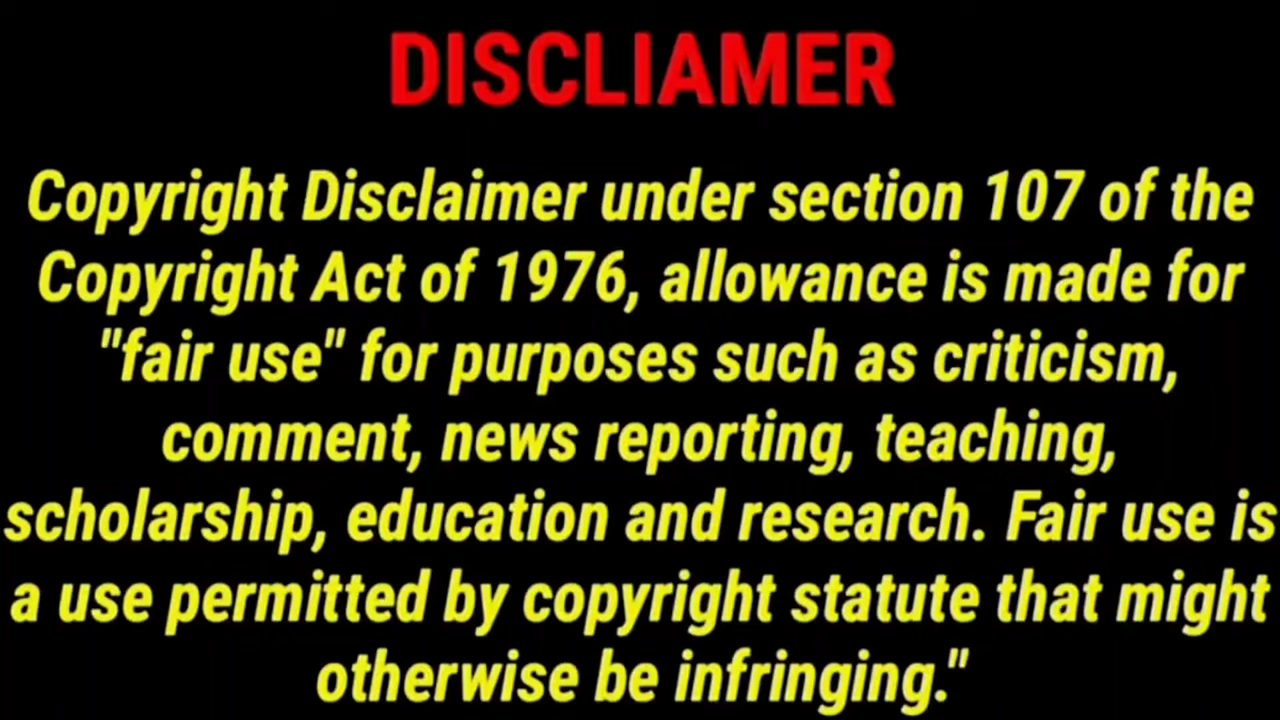 DISCLIAMER
Copyright Disclaimer under section 107 of the
Copyright Act of 1976, allowance is made for
"fair use" for purposes such as criticism,
comment, news reporting, teaching,
scholarship, education and research. Fair use is
a use permitted by copyright statute that might
otherwise be infringing."